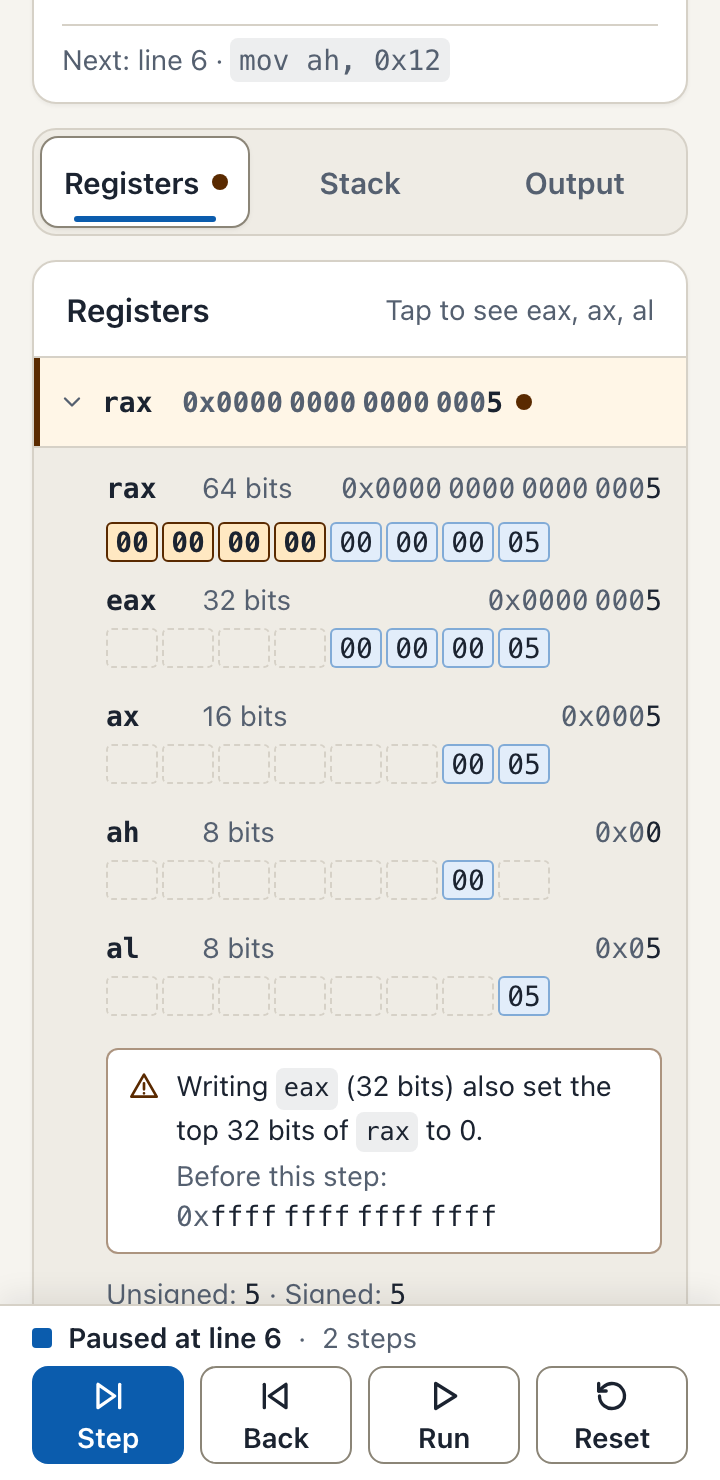 Next: line 6 · mov ah, 0x12
Registers Stack Output
Registers Tap to see eax, ax, al
rax 0x0000 0000 0000 0005
rax 64 bits 0x0000 0000 0000 0005
00 00 00 00 00 00 00 05
eax 32 bits 0x0000 0005
00 00 00 05
ax 16 bits 0x0005
00 05
ah 8 bits 0x00
00
al 8 bits 0x05
05
Writing eax (32 bits) also set the
top 32 bits of rax to 0.
Before this step:
0xffff ffff ffff ffff
Unsigned: 5 · Signed: 5
Paused at line 6 · 2 steps
Step Back Run Reset